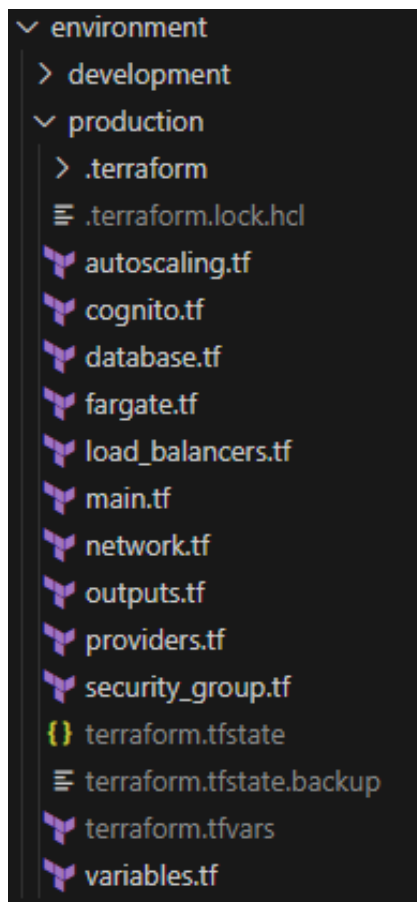 environment
development
production
.terraform
.terraform.lock.hcl
autoscaling.tf
cognito.tf
database.tf
fargate.tf
load_balancers.tf
main.tf
network.tf
outputs.tf
providers.tf
security_group.tf
terraform.tfstate
terraform.tfstate.backup
terraform.tfvars
variables.tf